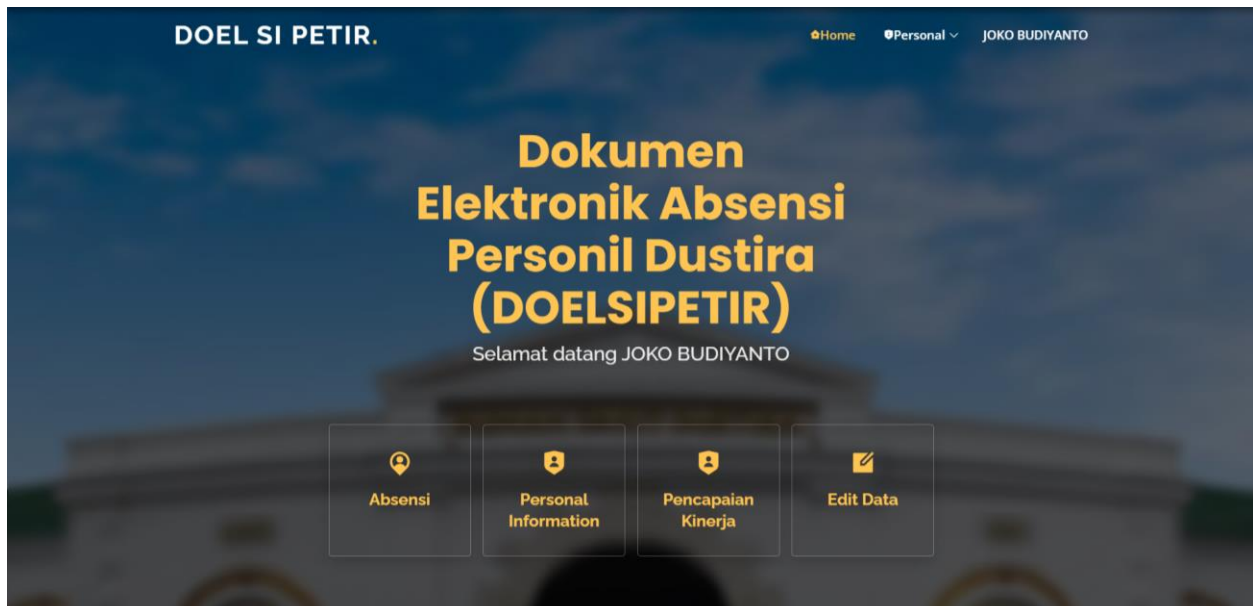 DOEL SI PETIR.
Home
Personal
JOKO BUDIYANTO
Dokumen
Elektronik Absensi
Personil Dustira
(DOELSIPETIR)
Selamat datang JOKO BUDIYANTO
Absensi
Personal
Information
Pencapaian
Kinerja
Edit Data